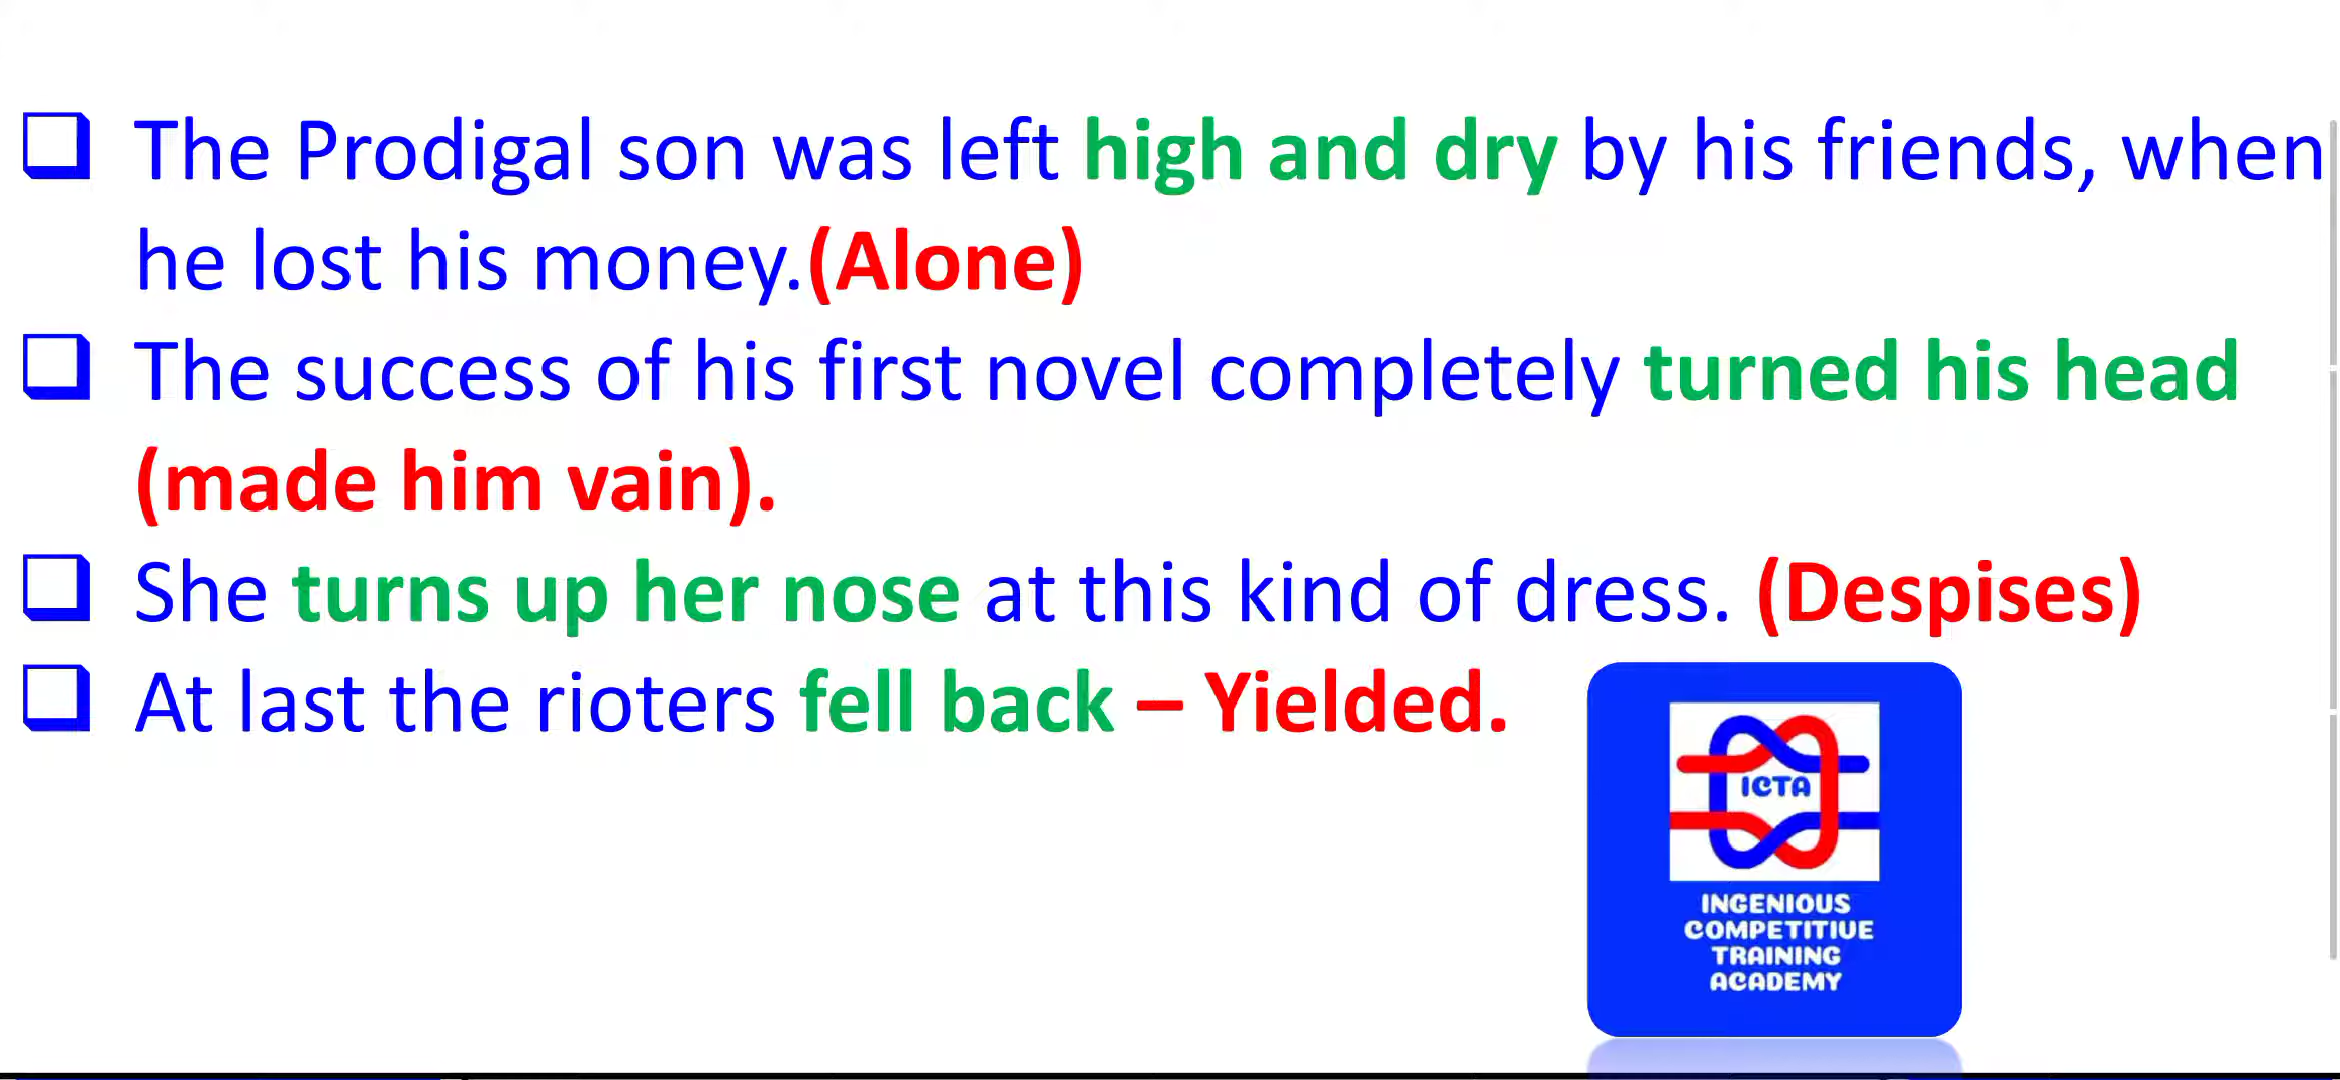 The Prodigal son was left high and dry by his friends, when
he lost his money.(Alone)
The success of his first novel completely turned his head
(made him vain).
She turns up her nose at this kind of dress. (Despises)
At last the rioters fell back – Yielded.
ICTA
INGENIOUS
COMPETITIVE
TRAINING
ACADEMY